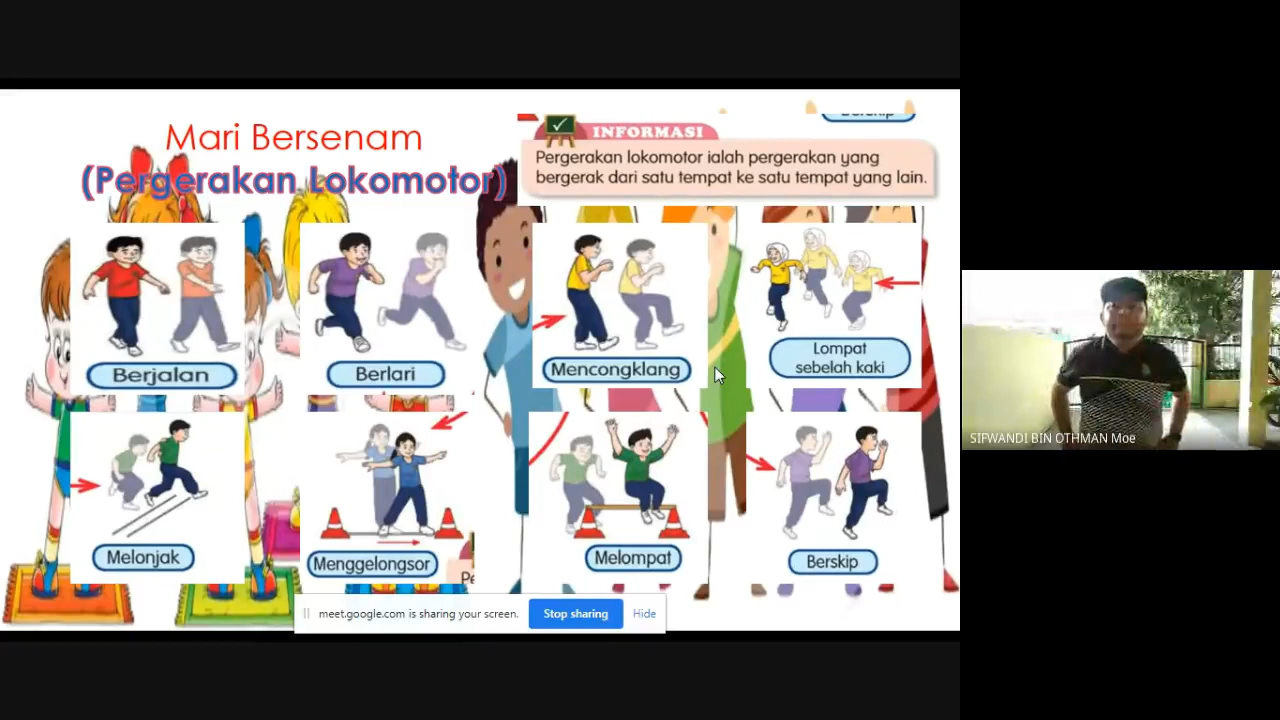 Mari Bersenam
(Pergerakan Lokomotor)
Berskip
INFORMASI
Pergerakan lokomotor ialah pergerakan yang
bergerak dari satu tempat ke satu tempat yang lain.
Berjalan
Berlari
Mencongklang
Lompat
sebelah kaki
Melonjak
Menggelongsor
Pe
Melompat
Berskip
meet.google.com is sharing your screen.
Stop sharing
Hide
SIFWANDI BIN OTHMAN Moe